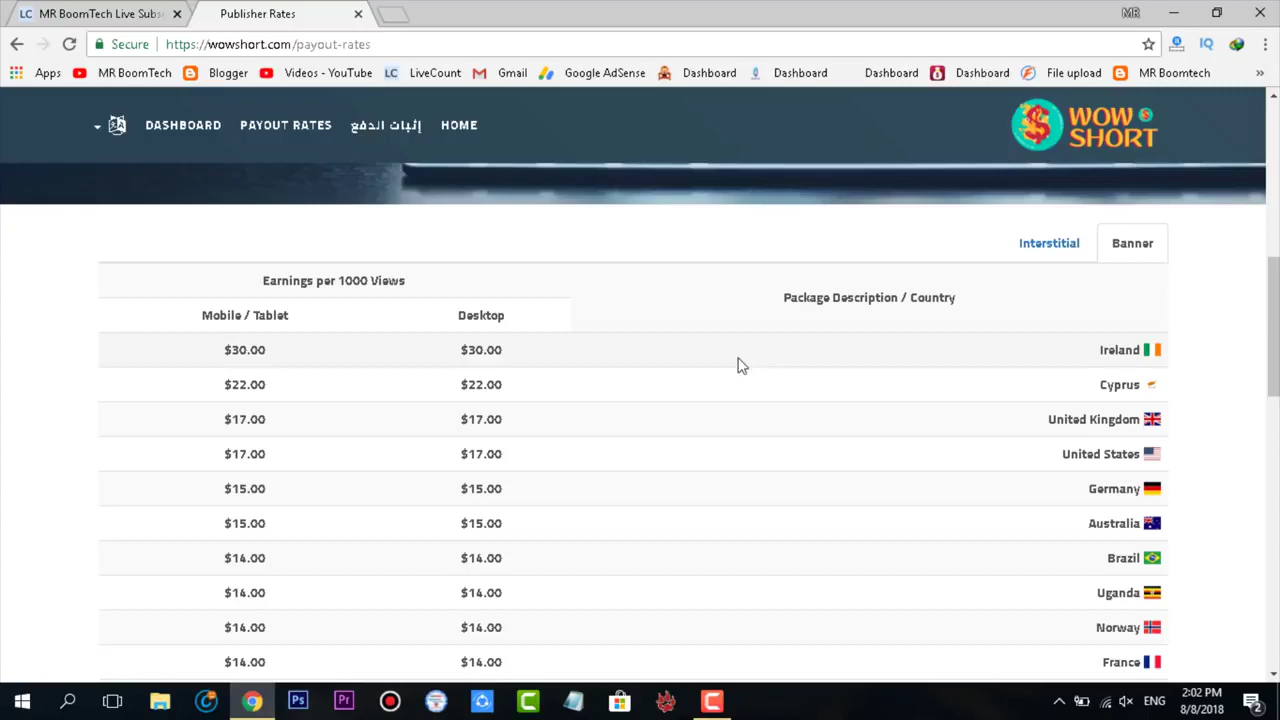 MR BoomTech Live Subs
Publisher Rates
MR
Secure
https://wowshort.com/payout-rates
IQ
Apps
MR BoomTech
Blogger
Videos - YouTube
LC
LiveCount
Gmail
Google AdSense
Dashboard
Dashboard
Dashboard
Dashboard
File upload
MR Boomtech
DASHBOARD
PAYOUT RATES
إثبات الدفع
HOME
WOW
SHORT
Interstitial
Banner
Earnings per 1000 Views
Package Description / Country
Mobile / Tablet
Desktop
$30.00 $30.00 Ireland
$22.00 $22.00 Cyprus
$17.00 $17.00 United Kingdom
$17.00 $17.00 United States
$15.00 $15.00 Germany
$15.00 $15.00 Australia
$14.00 $14.00 Brazil
$14.00 $14.00 Uganda
$14.00 $14.00 Norway
$14.00 $14.00 France
Ps
Pr
ENG
2:02 PM
8/8/2018
2